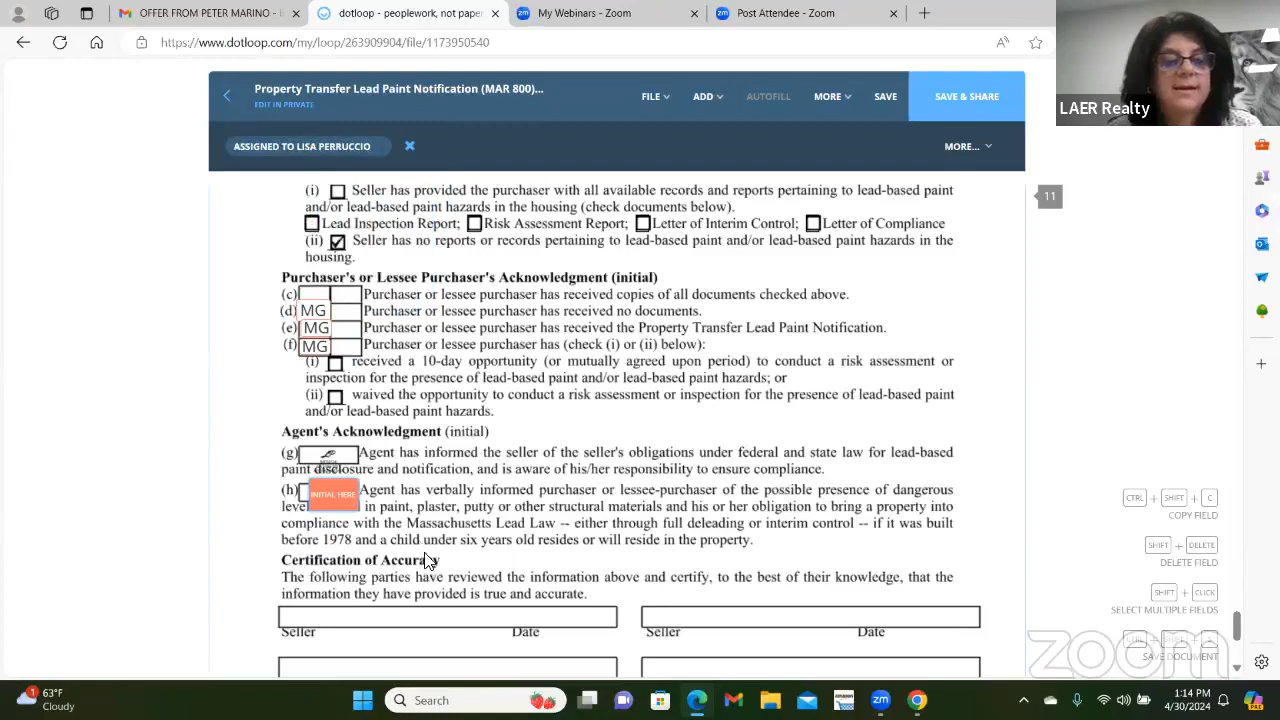 OFFER FROM PETER MARINO - E
dotloop - peoplework, not paper
My Webinars - Zoom
Post Attendee - Zoom
https://www.dotloop.com/my/loop/263909904/file/1173950540
LAER Realty
Property Transfer Lead Paint Notification (MAR 800)...
EDIT IN PRIVATE
FILE
ADD
AUTOFILL
MORE
SAVE
SAVE & SHARE
ASSIGNED TO LISA PERRUCCIO
MORE...
11
(i) Seller has provided the purchaser with all available records and reports pertaining to lead-based paint
and/or lead-based paint hazards in the housing (check documents below).
Lead Inspection Report; Risk Assessment Report; Letter of Interim Control; Letter of Compliance
(ii) Seller has no reports or records pertaining to lead-based paint and/or lead-based paint hazards in the
housing.
Purchaser's or Lessee Purchaser's Acknowledgment (initial)
(c) Purchaser or lessee purchaser has received copies of all documents checked above.
(d) MG Purchaser or lessee purchaser has received no documents.
(e) MG Purchaser or lessee purchaser has received the Property Transfer Lead Paint Notification.
(f) MG Purchaser or lessee purchaser has (check (i) or (ii) below):
(i) received a 10-day opportunity (or mutually agreed upon period) to conduct a risk assessment or
inspection for the presence of lead-based paint and/or lead-based paint hazards; or
(ii) waived the opportunity to conduct a risk assessment or inspection for the presence of lead-based paint
and/or lead-based paint hazards.
Agent's Acknowledgment (initial)
(g) Agent has informed the seller of the seller's obligations under federal and state law for lead-based
paint disclosure and notification, and is aware of his/her responsibility to ensure compliance.
(h) INITIAL HERE Agent has verbally informed purchaser or lessee-purchaser of the possible presence of dangerous
level in paint, plaster, putty or other structural materials and his or her obligation to bring a property into
compliance with the Massachusetts Lead Law -- either through full deleading or interim control -- if it was built
before 1978 and a child under six years old resides or will reside in the property.
Certification of Accuracy
The following parties have reviewed the information above and certify, to the best of their knowledge, that the
information they have provided is true and accurate.
Seller Date Seller Date
CTRL + SHIFT + C
COPY FIELD
SHIFT + DELETE
DELETE FIELD
SHIFT + CLICK
SELECT MULTIPLE FIELDS
SAVE DOCUMENT
zoom
1
63°F
Cloudy
Search
1:14 PM
4/30/2024